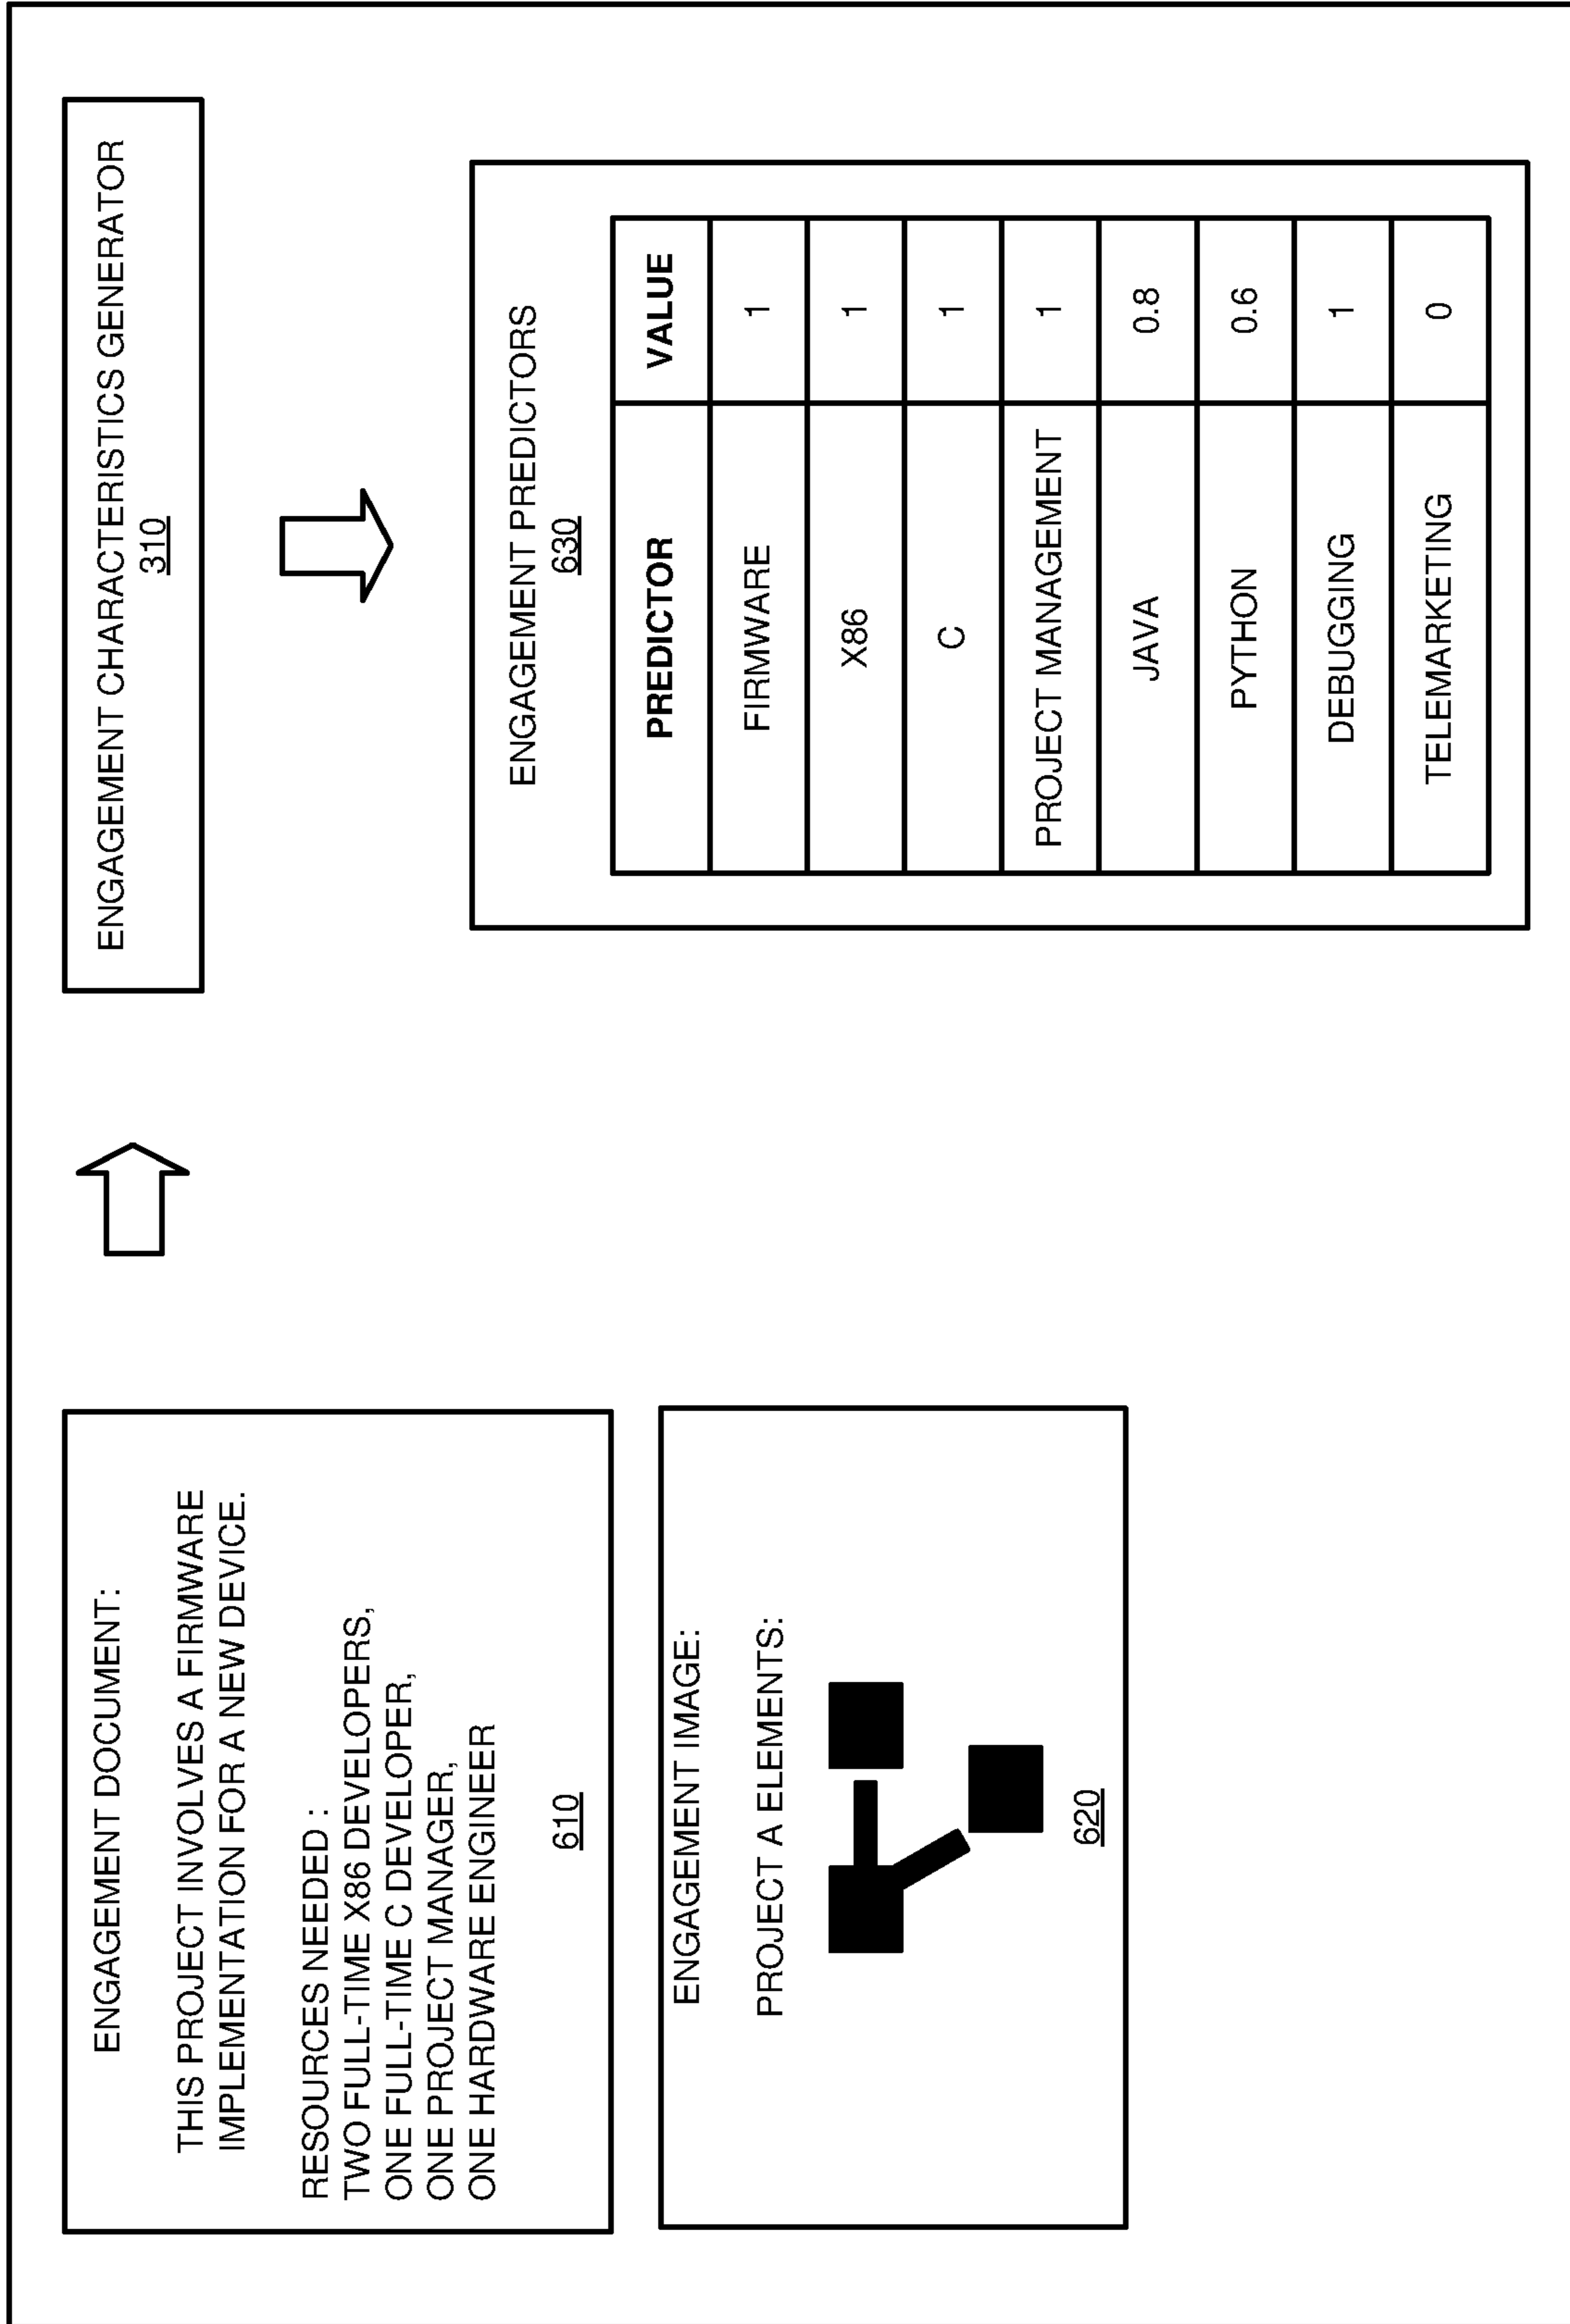 ENGAGEMENT DOCUMENT:
THIS PROJECT INVOLVES A FIRMWARE
IMPLEMENTATION FOR A NEW DEVICE.
RESOURCES NEEDED :
TWO FULL-TIME X86 DEVELOPERS,
ONE FULL-TIME C DEVELOPER,
ONE PROJECT MANAGER,
ONE HARDWARE ENGINEER
610
ENGAGEMENT IMAGE:
PROJECT A ELEMENTS:
620
ENGAGEMENT CHARACTERISTICS GENERATOR
310
ENGAGEMENT PREDICTORS
630
PREDICTOR VALUE
FIRMWARE 1
X86 1
C 1
PROJECT MANAGEMENT 1
JAVA 0.8
PYTHON 0.6
DEBUGGING 1
TELEMARKETING 0